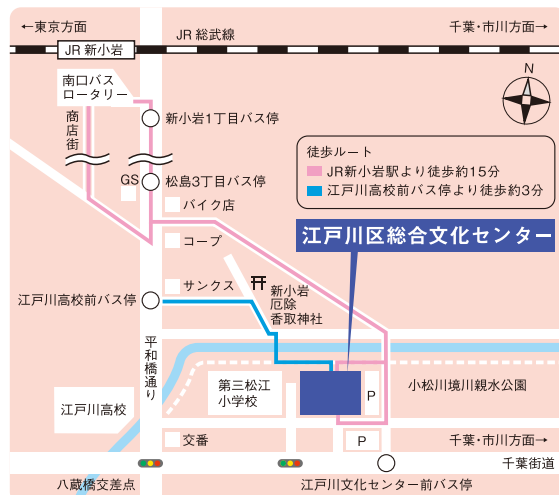 ←東京方面
JR 総武線
千葉・市川方面→
JR 新小岩
南口バス
ロータリー
N
商店街
新小岩1丁目バス停
徒歩ルート
JR新小岩駅より徒歩約15分
江戸川高校前バス停より徒歩約3分
GS
松島3丁目バス停
バイク店
江戸川区総合文化センター
コープ
サンクス
新小岩
厄除
香取神社
江戸川高校前バス停
平和橋通り
第三松江
小学校
P
小松川境川親水公園
江戸川高校
交番
P
千葉・市川方面→
千葉街道
八蔵橋交差点
江戸川文化センター前バス停